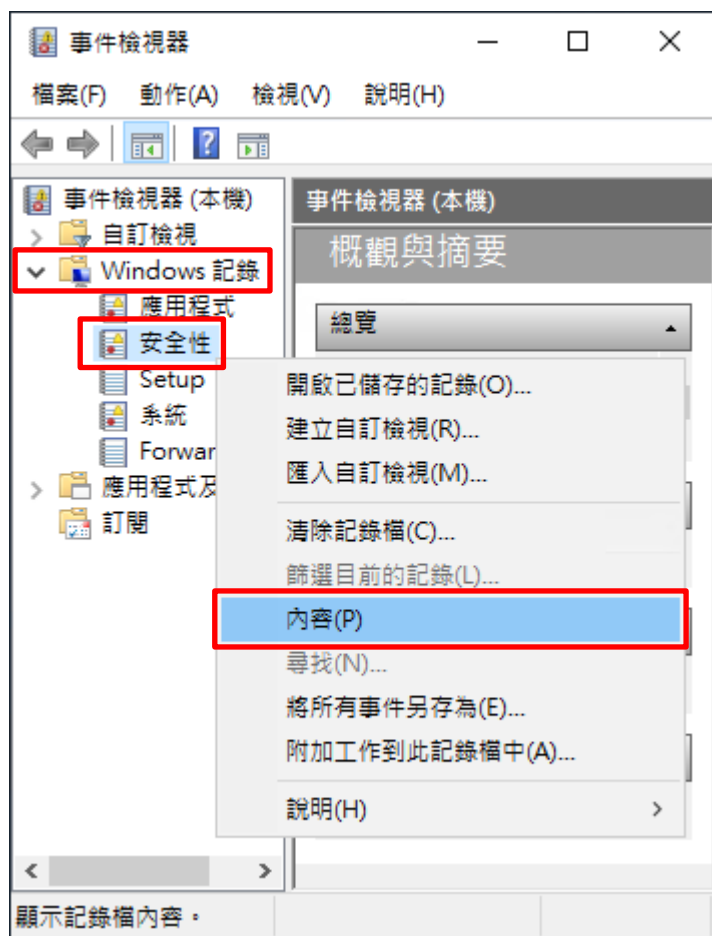 事件檢視器
檔案(F) 動作(A) 檢視(V) 說明(H)
事件檢視器 (本機)
自訂檢視
Windows 記錄
應用程式
安全性
Setup
系統
Forwar
應用程式及
訂閱
事件檢視器 (本機)
概觀與摘要
總覽
開啟已儲存的記錄(O)...
建立自訂檢視(R)...
匯入自訂檢視(M)...
清除記錄檔(C)...
篩選目前的記錄(L)...
內容(P)
尋找(N)...
將所有事件另存為(E)...
附加工作到此記錄檔中(A)...
說明(H)
顯示記錄檔內容。